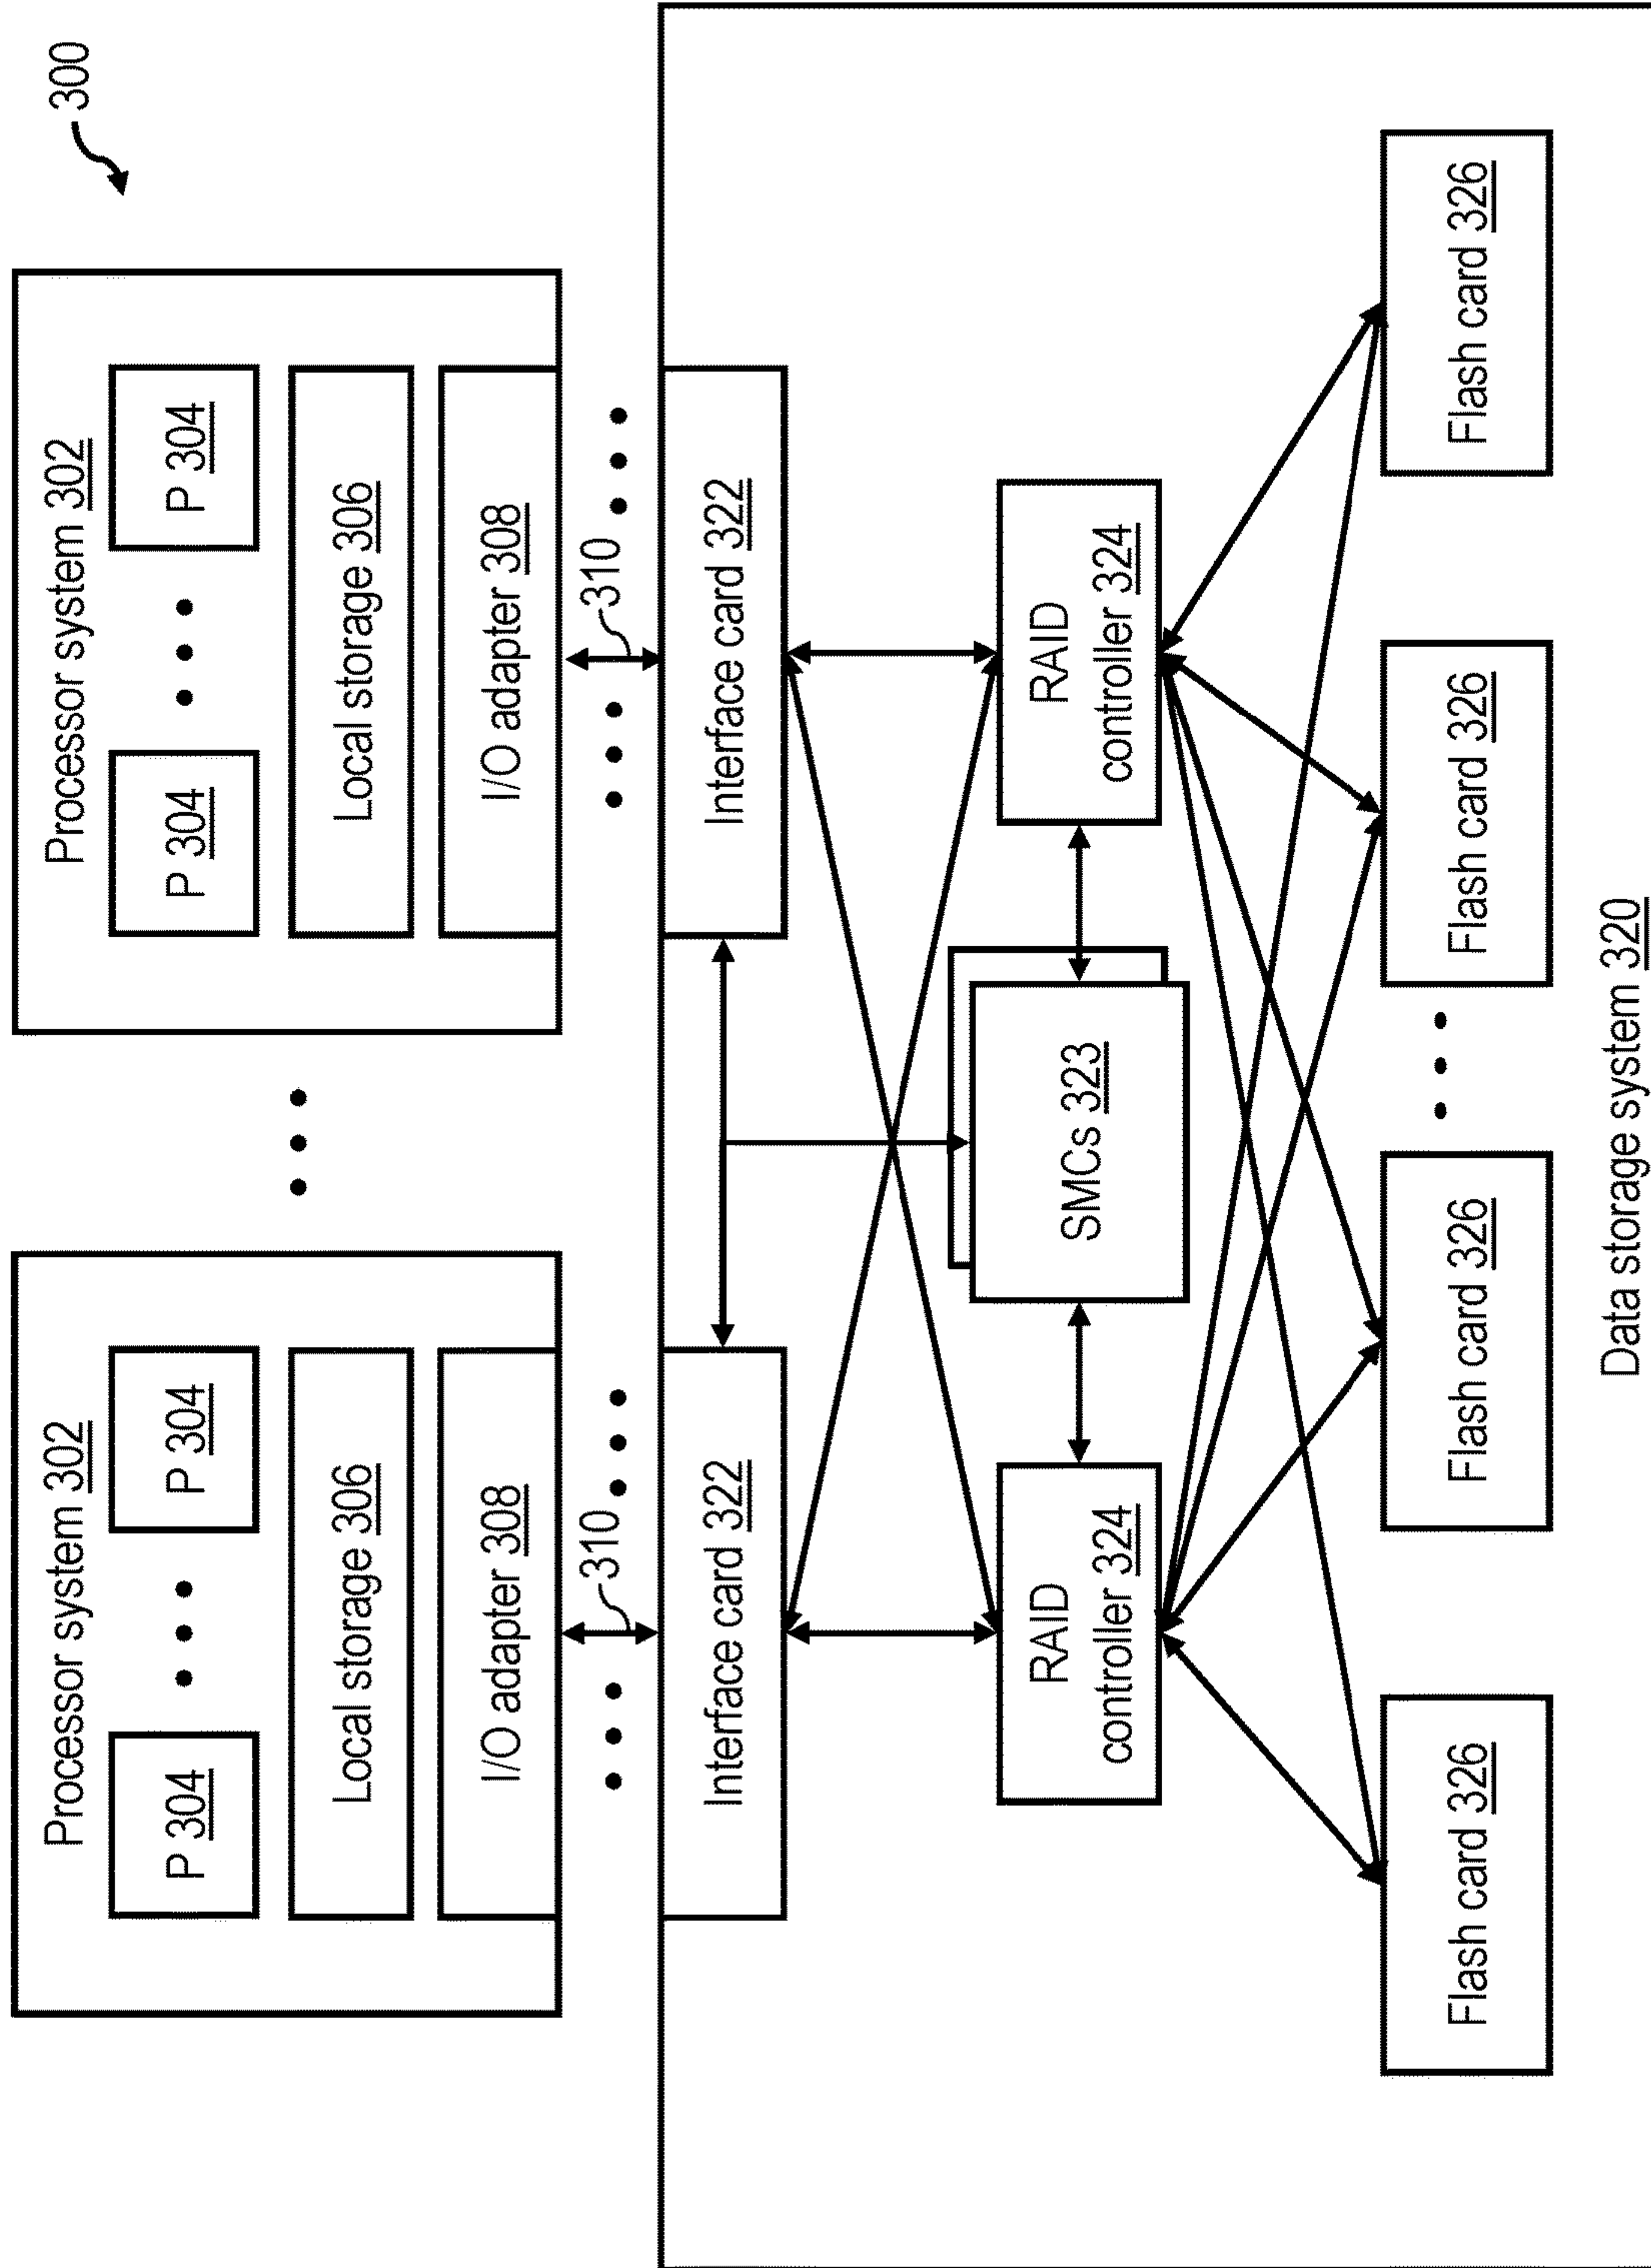 300
Processor system 302
P 304
P 304
Local storage 306
I/O adapter 308
310
Processor system 302
P 304
P 304
Local storage 306
I/O adapter 308
310
Interface card 322
Interface card 322
RAID
controller 324
SMCs 323
RAID
controller 324
Flash card 326
Flash card 326
Flash card 326
Flash card 326
Data storage system 320